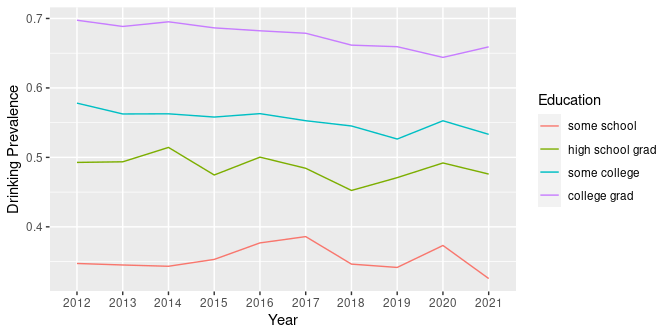 0.7
0.6
0.5
0.4
Drinking Prevalence
2012 2013 2014 2015 2016 2017 2018 2019 2020 2021
Year
Education
some school
high school grad
some college
college grad